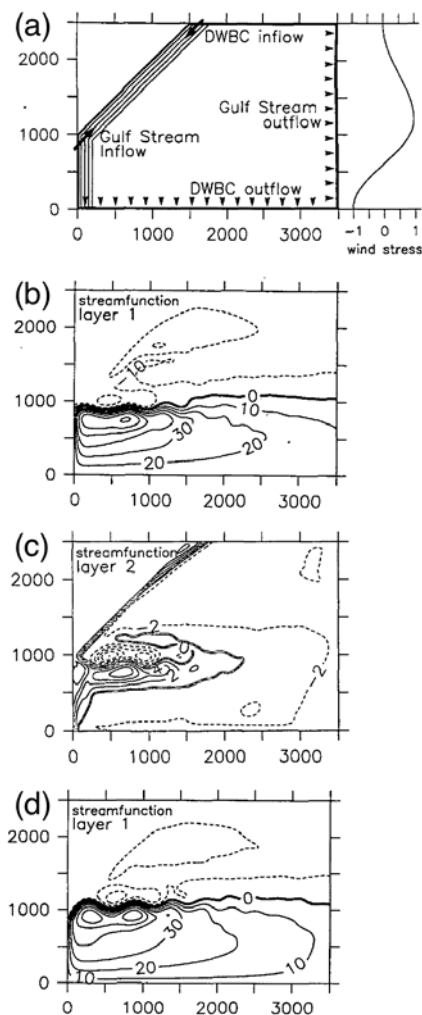 (a)
2000
1000
0
DWBC inflow
Gulf Stream
outflow
Gulf Stream
Inflow
DWBC outflow
0 1000 2000 3000
-1 0 1
wind stress
(b)
streamfunction
layer 1
2000
1000
0
-10
0
10
30
20
20
0 1000 2000 3000
(c)
streamfunction
layer 2
2000
1000
0
-2
0
2
-2
0 1000 2000 3000
(d)
streamfunction
layer 1
2000
1000
0
0
30
20
10
10
0 1000 2000 3000